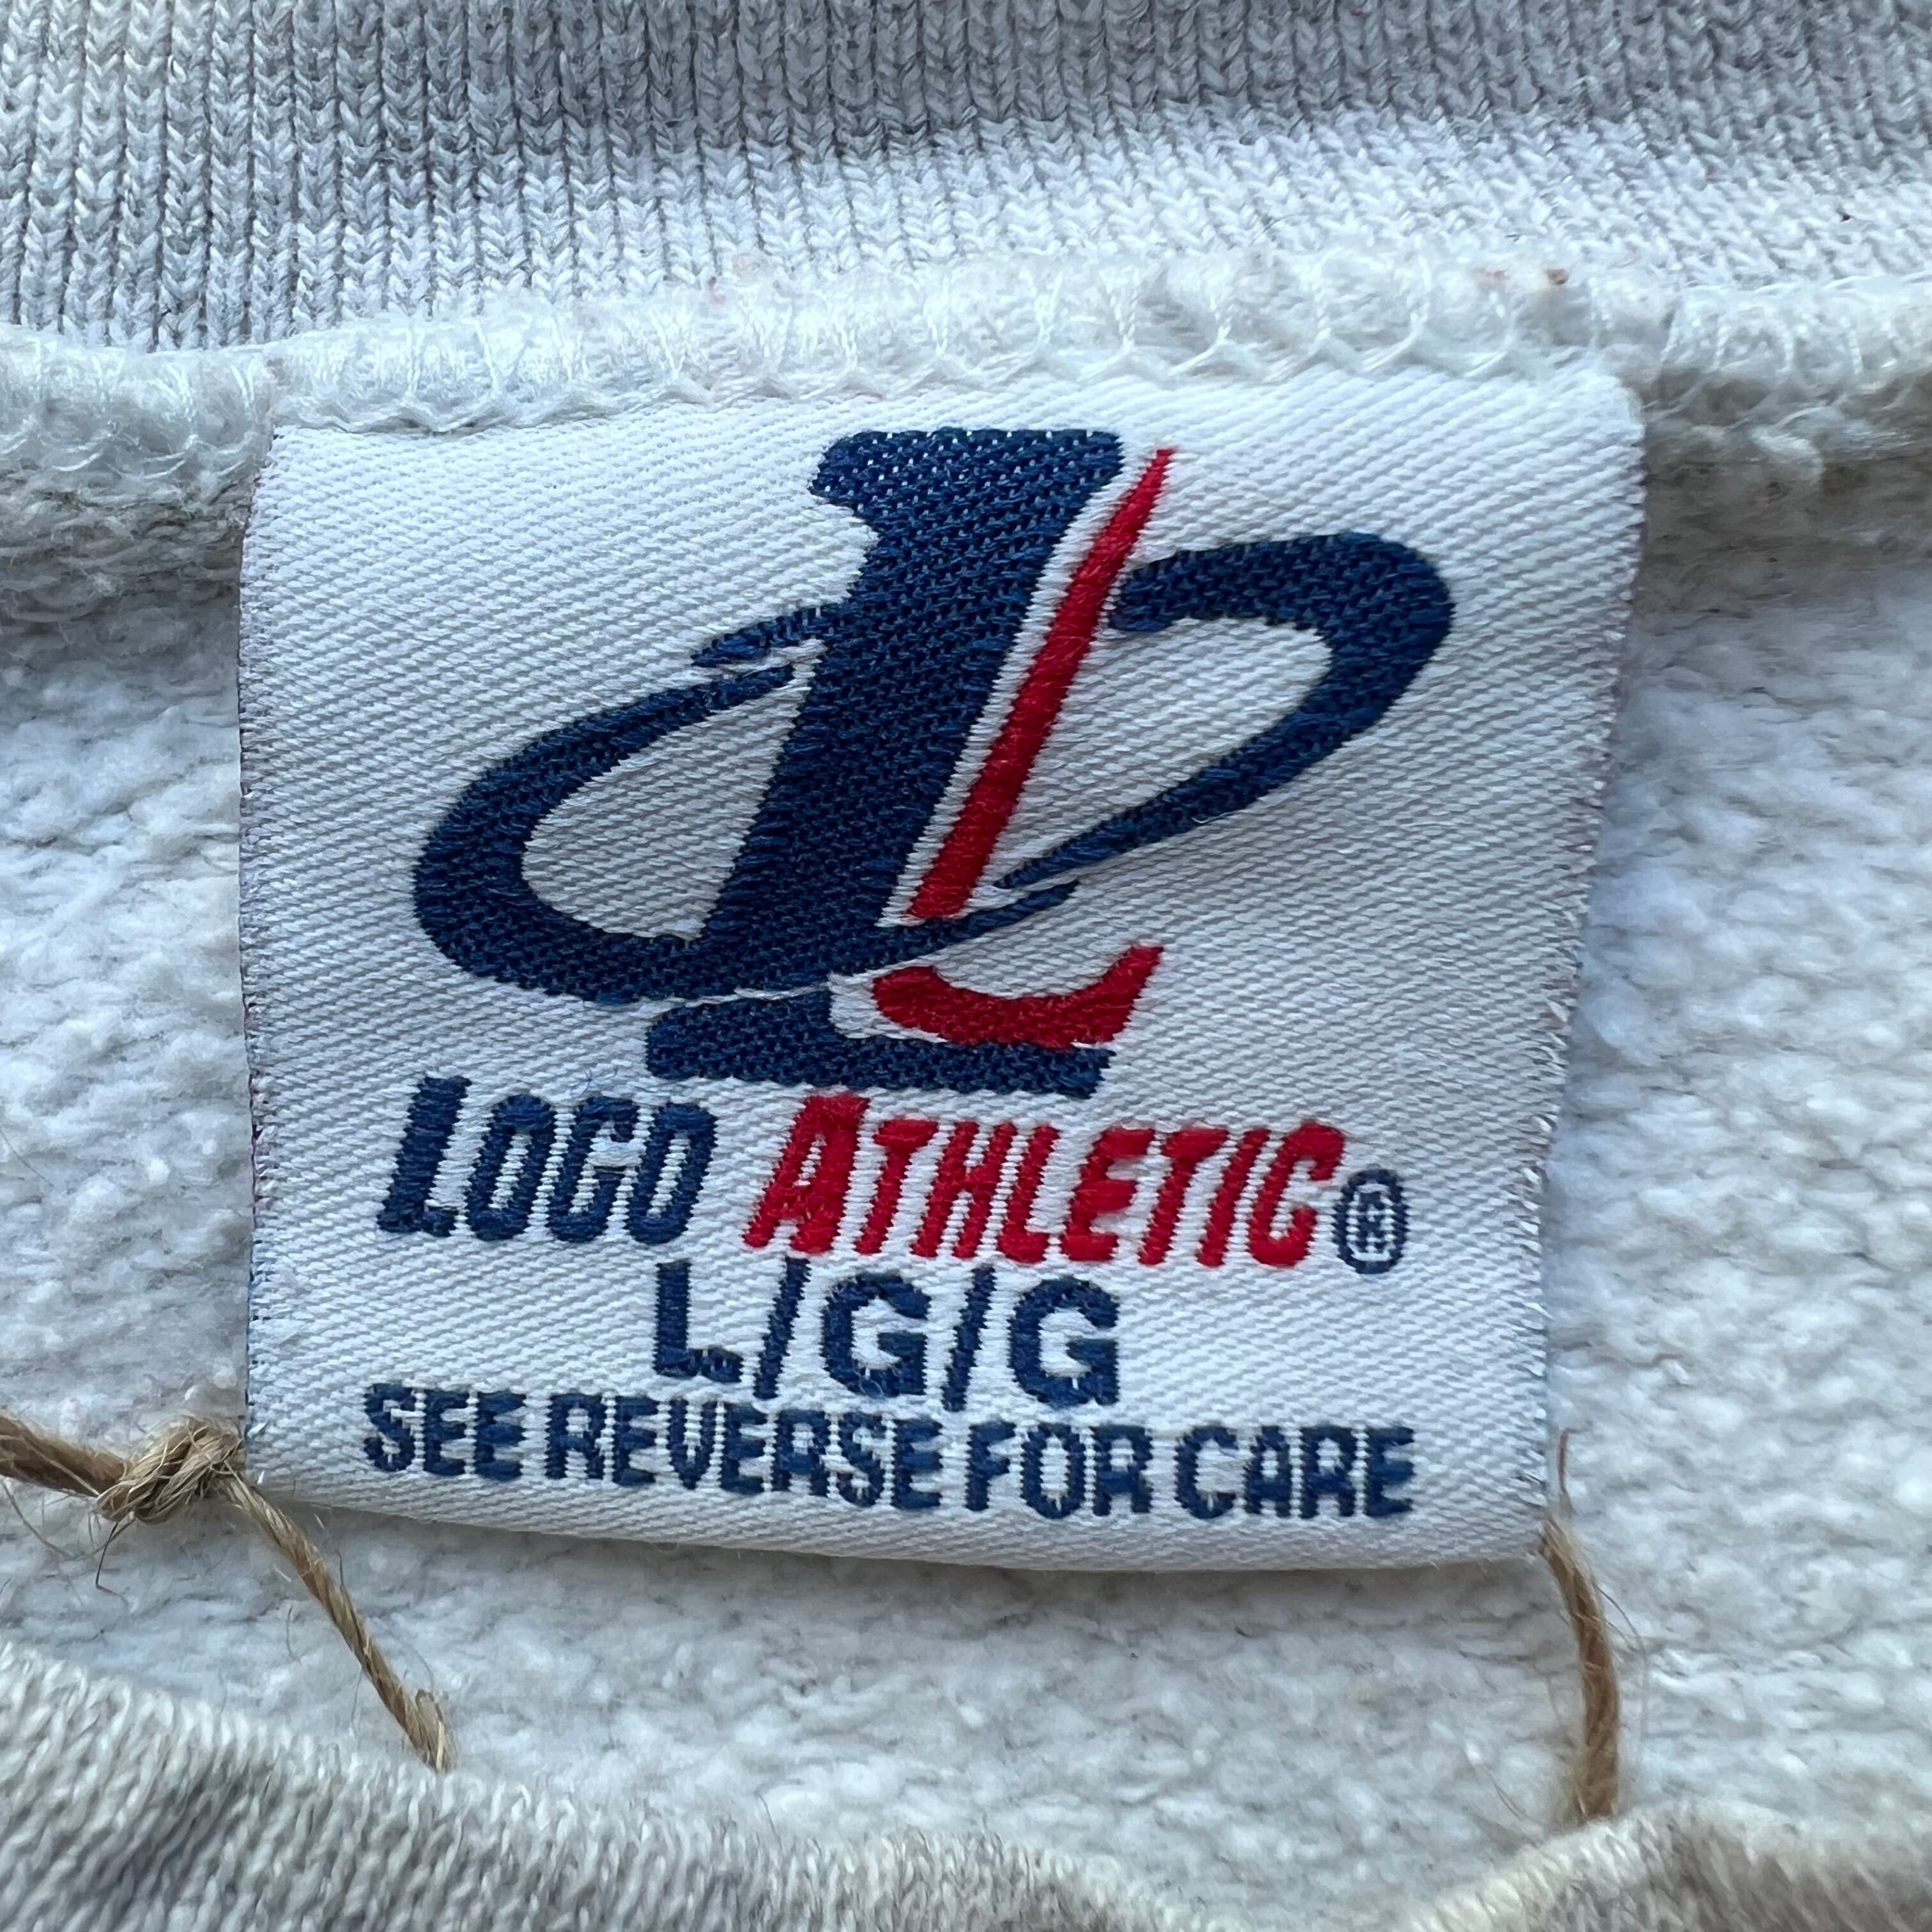 L
LOGO ATHLETIC®
L/G/G
SEE REVERSE FOR CARE